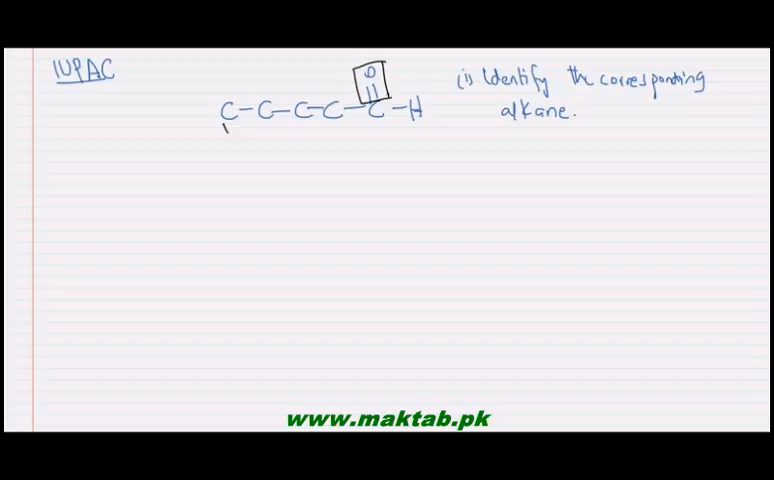 IUPAC
O
||
C-C-C-C-C-H
(i) Identify the corresponding
alkane.
www.maktab.pk